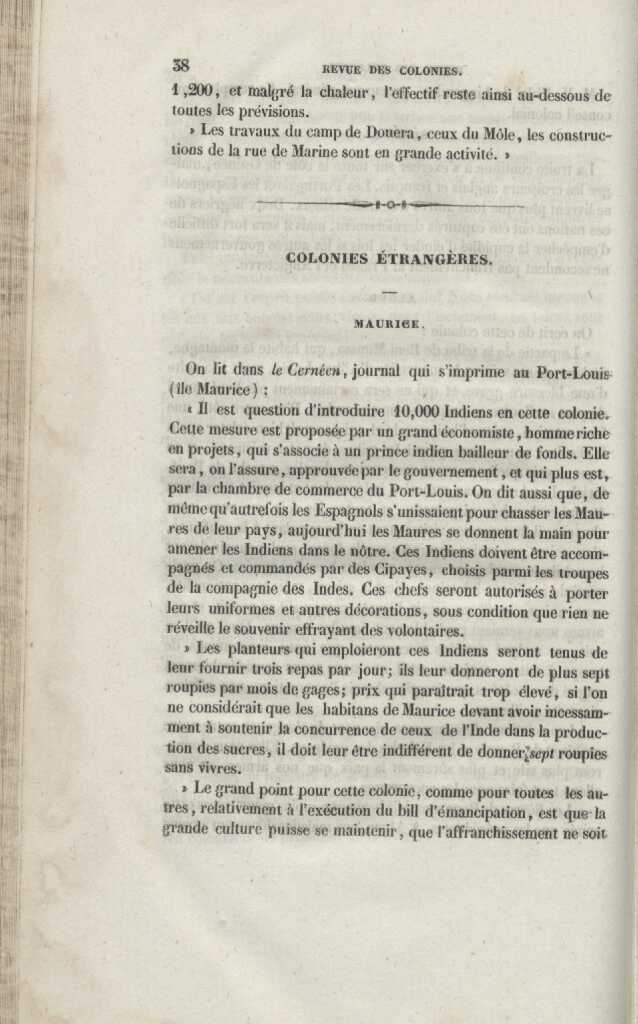 38
REVUE DES COLONIES.
1,200, et malgré la chaleur, l'effectif reste ainsi au-dessous de
toutes les prévisions.
» Les travaux du camp de Douera, ceux du Môle, les construc-
tions de la rue de Marine sont en grande activité. »
COLONIES ÉTRANGÈRES.
MAURICE.
On lit dans le Cernéen, journal qui s'imprime au Port-Louis
(île Maurice) :
« Il est question d'introduire 10,000 Indiens en cette colonie.
Cette mesure est proposée par un grand économiste, homme riche
en projets, qui s'associe à un prince indien bailleur de fonds. Elle
sera, on l'assure, approuvée par le gouvernement, et qui plus est,
par la chambre de commerce du Port-Louis. On dit aussi que, de
même qu'autrefois les Espagnols s'unissaient pour chasser les Mau-
res de leur pays, aujourd'hui les Maures se donnent la main pour
amener les Indiens dans le nôtre. Ces Indiens doivent être accom-
pagnés et commandés par des Cipayes, choisis parmi les troupes
de la compagnie des Indes. Ces chefs seront autorisés à porter
leurs uniformes et autres décorations, sous condition que rien ne
réveille le souvenir effrayant des volontaires.
» Les planteurs qui emploieront ces Indiens seront tenus de
leur fournir trois repas par jour; ils leur donneront de plus sept
roupies par mois de gages; prix qui paraîtrait trop élevé, si l'on
ne considérait que les habitans de Maurice devant avoir incessam-
ment à soutenir la concurrence de ceux de l'Inde dans la produc-
tion des sucres, il doit leur être indifférent de donner sept roupies
sans vivres.
» Le grand point pour cette colonie, comme pour toutes les au-
tres, relativement à l'exécution du bill d'émancipation, est que la
grande culture puisse se maintenir, que l'affranchissement ne soit